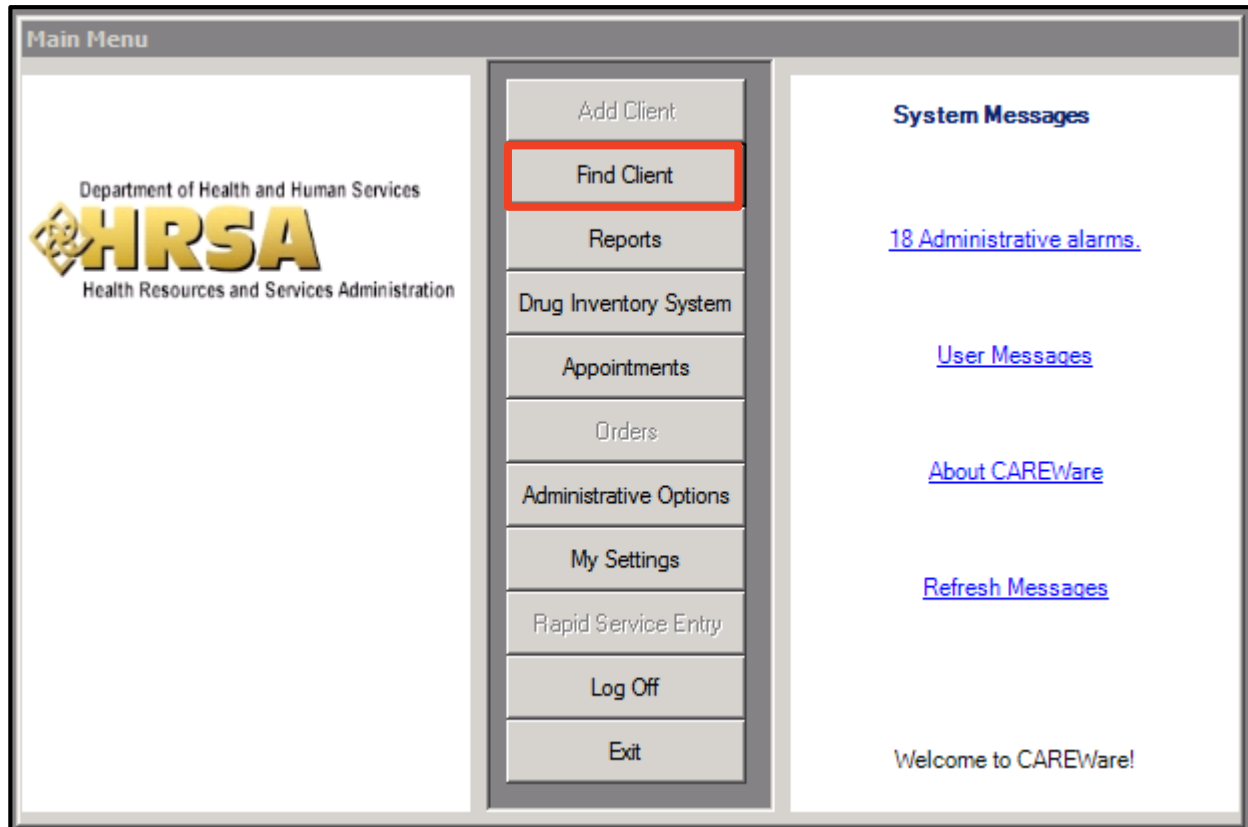 Main Menu
Department of Health and Human Services
HRSA
Health Resources and Services Administration
Add Client
Find Client
Reports
Drug Inventory System
Appointments
Orders
Administrative Options
My Settings
Rapid Service Entry
Log Off
Exit
System Messages
18 Administrative alarms.
User Messages
About CAREWare
Refresh Messages
Welcome to CAREWare!